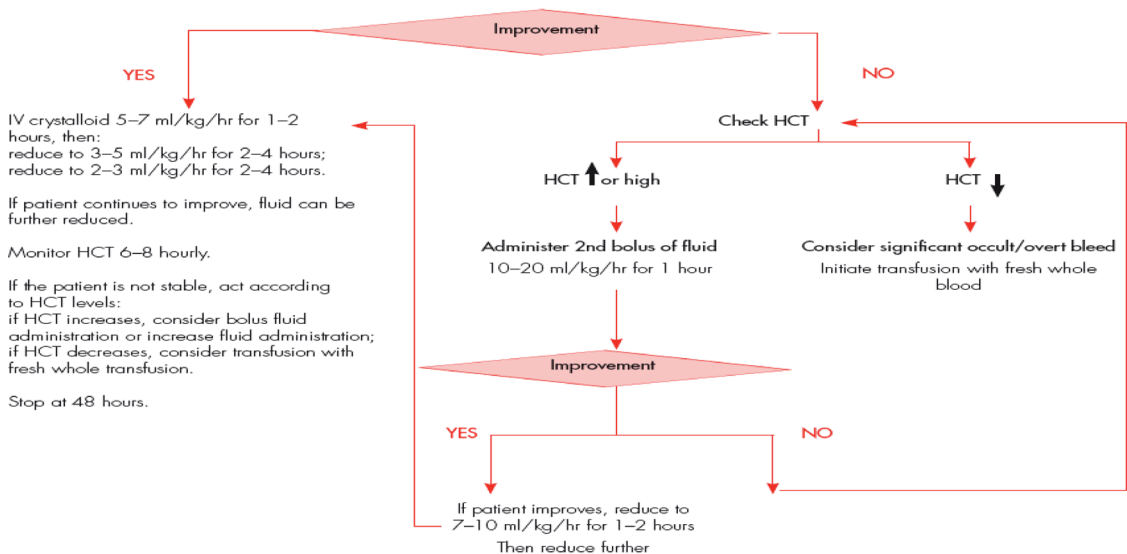 Improvement
YES
NO
IV crystalloid 5–7 ml/kg/hr for 1–2
hours, then:
reduce to 3–5 ml/kg/hr for 2–4 hours;
reduce to 2–3 ml/kg/hr for 2–4 hours.
If patient continues to improve, fluid can be
further reduced.
Monitor HCT 6–8 hourly.
If the patient is not stable, act according
to HCT levels:
if HCT increases, consider bolus fluid
administration or increase fluid administration;
if HCT decreases, consider transfusion with
fresh whole transfusion.
Stop at 48 hours.
Check HCT
HCT ↑ or high
HCT ↓
Administer 2nd bolus of fluid
10–20 ml/kg/hr for 1 hour
Consider significant occult/overt bleed
Initiate transfusion with fresh whole
blood
Improvement
YES
NO
If patient improves, reduce to
7–10 ml/kg/hr for 1–2 hours
Then reduce further